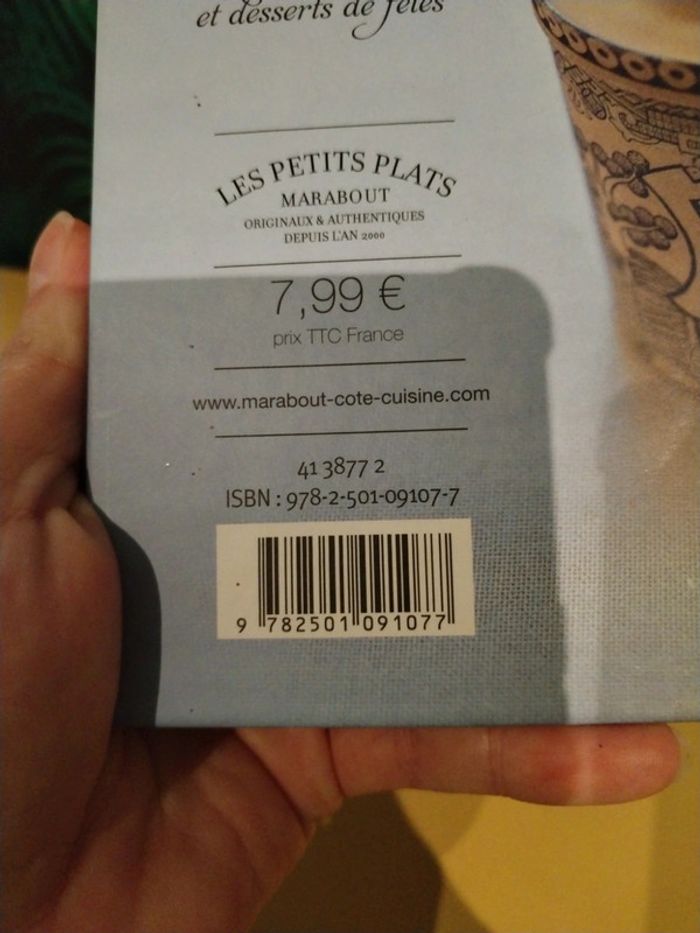 et desserts de fêtes
LES PETITS PLATS
MARABOUT
ORIGINAUX & AUTHENTIQUES
DEPUIS L'AN 2000
7,99 €
prix TTC France
www.marabout-cote-cuisine.com
41 3877 2
ISBN : 978-2-501-09107-7
9 782501 091077